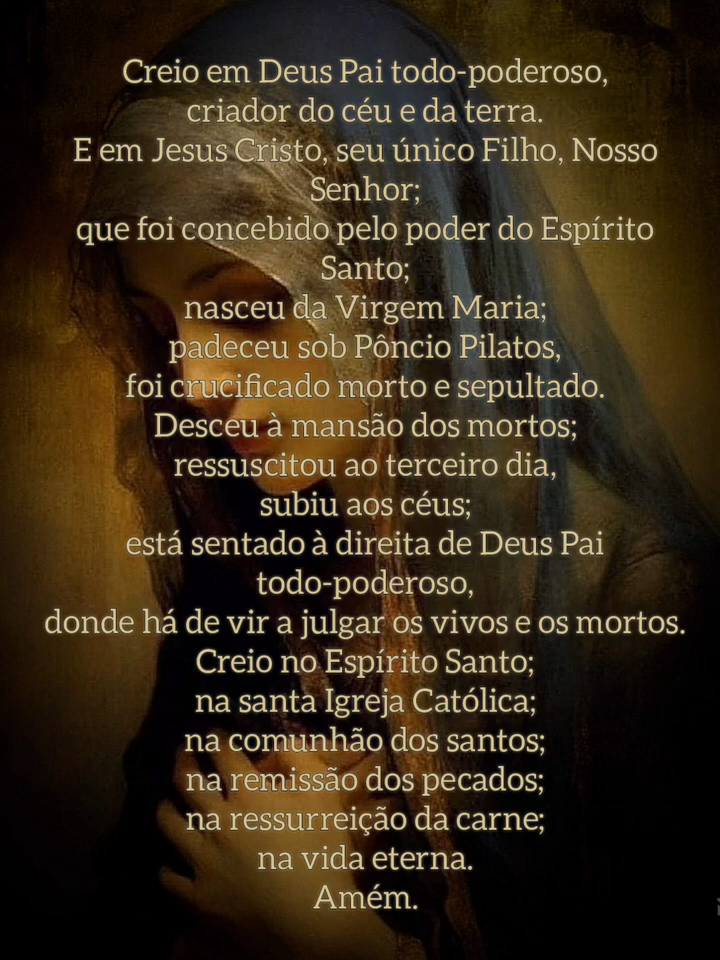 Creio em Deus Pai todo-poderoso,
criador do céu e da terra.
E em Jesus Cristo, seu único Filho, Nosso
Senhor;
que foi concebido pelo poder do Espírito
Santo;
nasceu da Virgem Maria;
padeceu sob Pôncio Pilatos,
foi crucificado morto e sepultado.
Desceu à mansão dos mortos;
ressuscitou ao terceiro dia,
subiu aos céus;
está sentado à direita de Deus Pai
todo-poderoso,
donde há de vir a julgar os vivos e os mortos.
Creio no Espírito Santo;
na santa Igreja Católica;
na comunhão dos santos;
na remissão dos pecados;
na ressurreição da carne;
na vida eterna.
Amém.